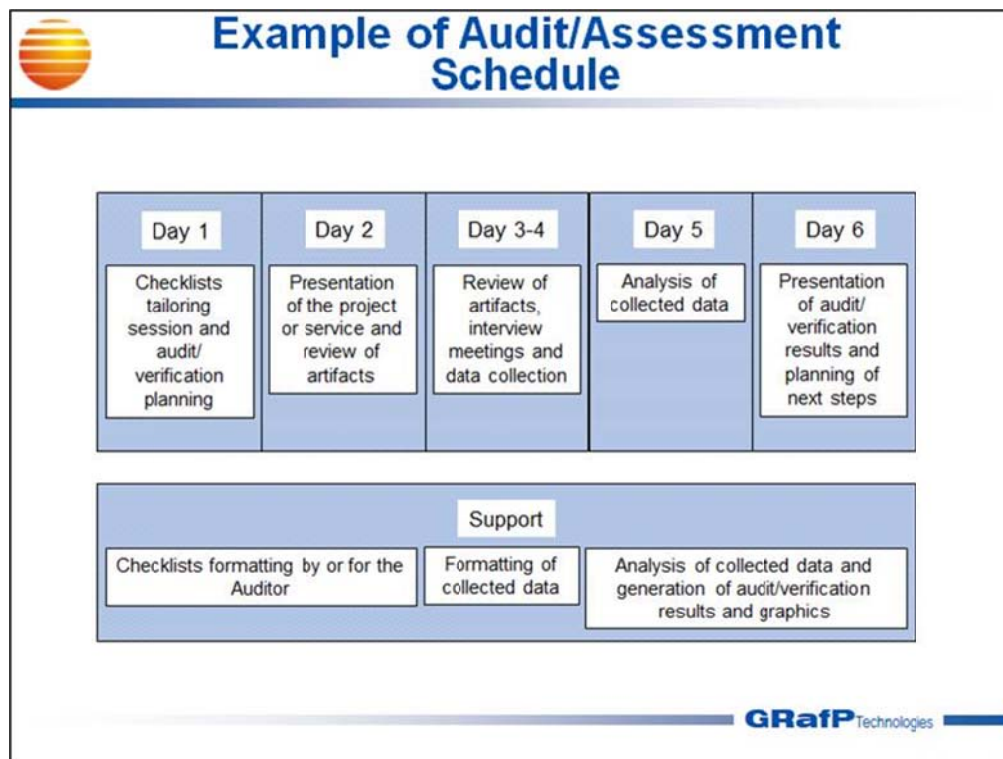 Example of Audit/Assessment
Schedule
Day 1
Checklists
tailoring
session and
audit/
verification
planning
Day 2
Presentation
of the project
or service and
review of
artifacts
Day 3-4
Review of
artifacts,
interview
meetings and
data collection
Day 5
Analysis of
collected data
Day 6
Presentation
of audit/
verification
results and
planning of
next steps
Support
Checklists formatting by or for the
Auditor
Formatting of
collected data
Analysis of collected data and
generation of audit/verification
results and graphics
GRafP Technologies